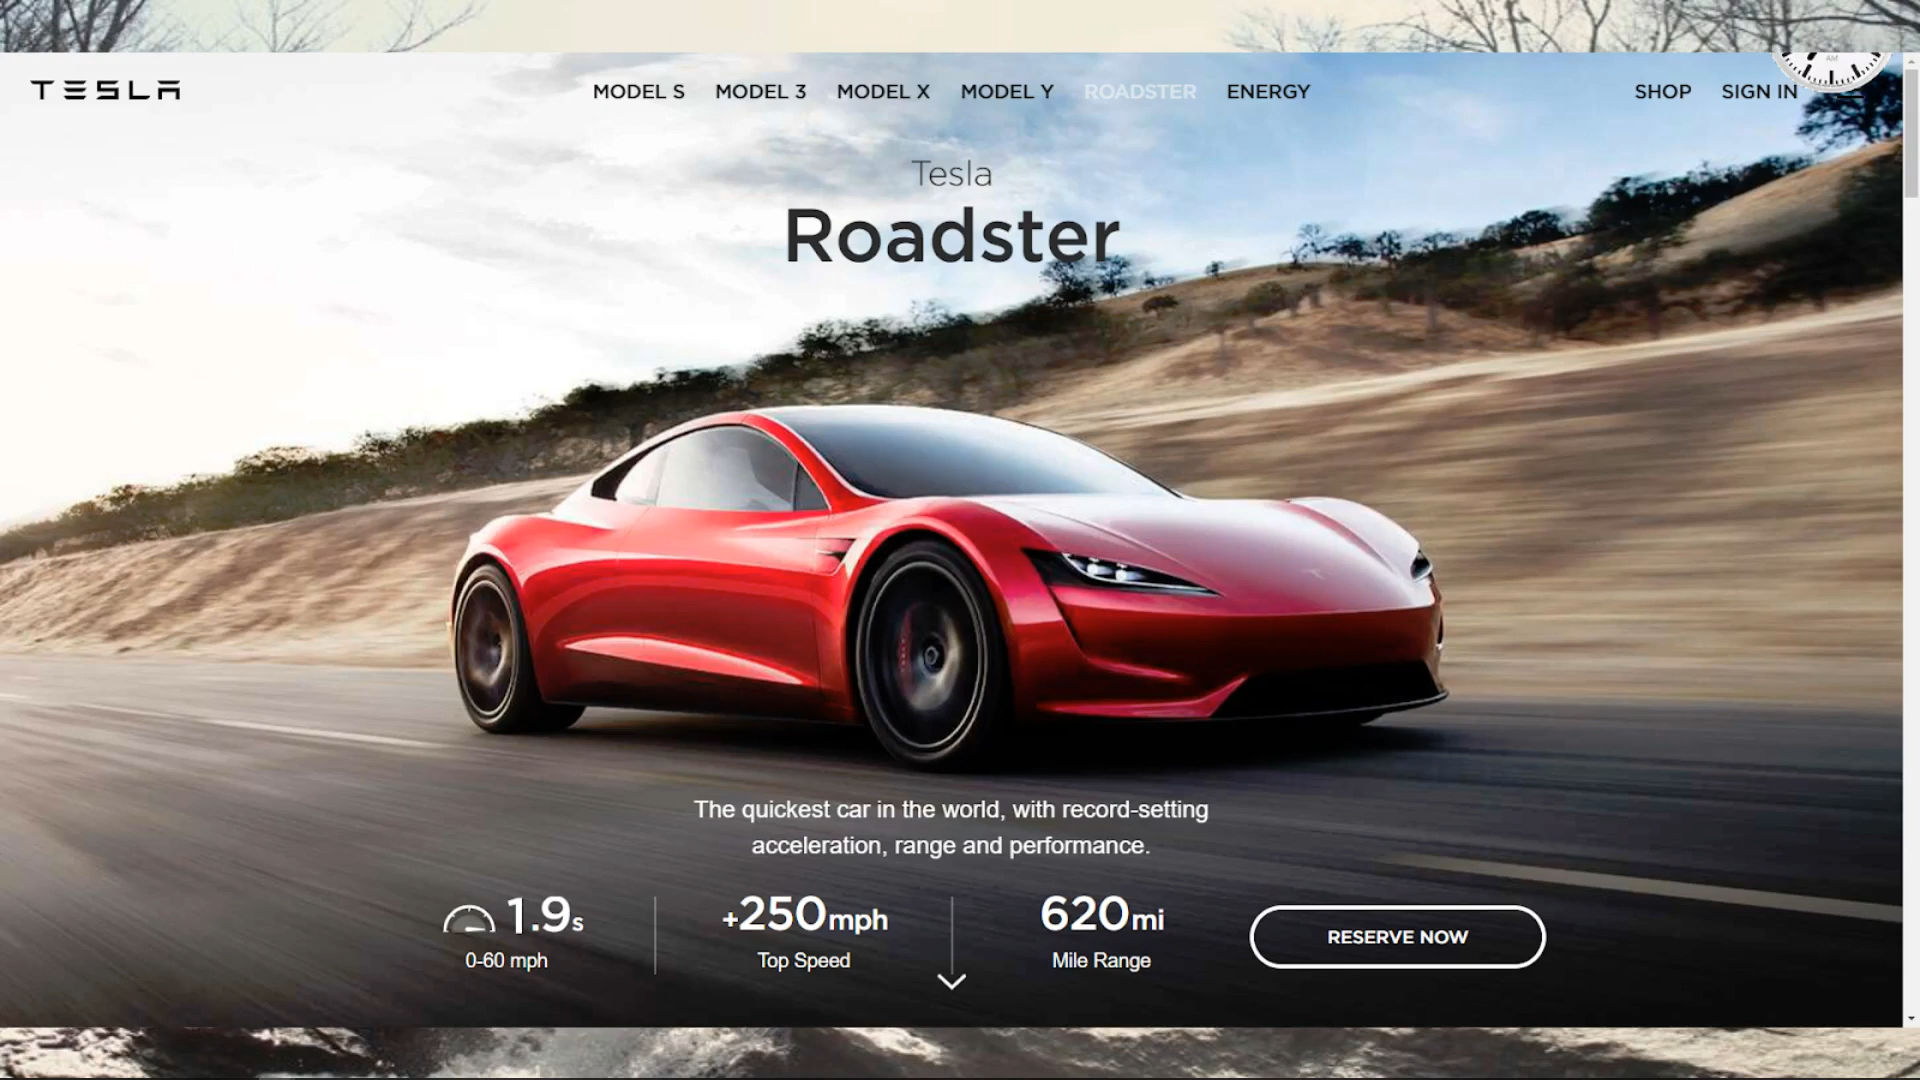 TESLA
MODEL S MODEL 3 MODEL X MODEL Y ROADSTER ENERGY
SHOP SIGN IN
AM
Tesla
Roadster
The quickest car in the world, with record-setting
acceleration, range and performance.
1.9s
0-60 mph
+250mph
Top Speed
620mi
Mile Range
RESERVE NOW